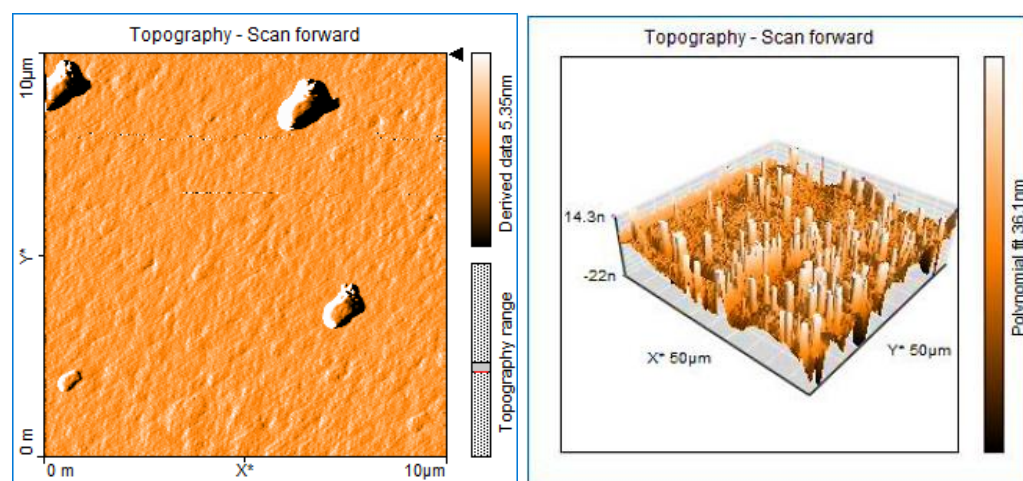 Topography - Scan forward
10µm
Y*
0 m
0 m
X*
10µm
Derived data 5.35nm
Topography range
Topography - Scan forward
14.3n
-22n
X* 50µm
Y* 50µm
Polynomial fit 36.1nm